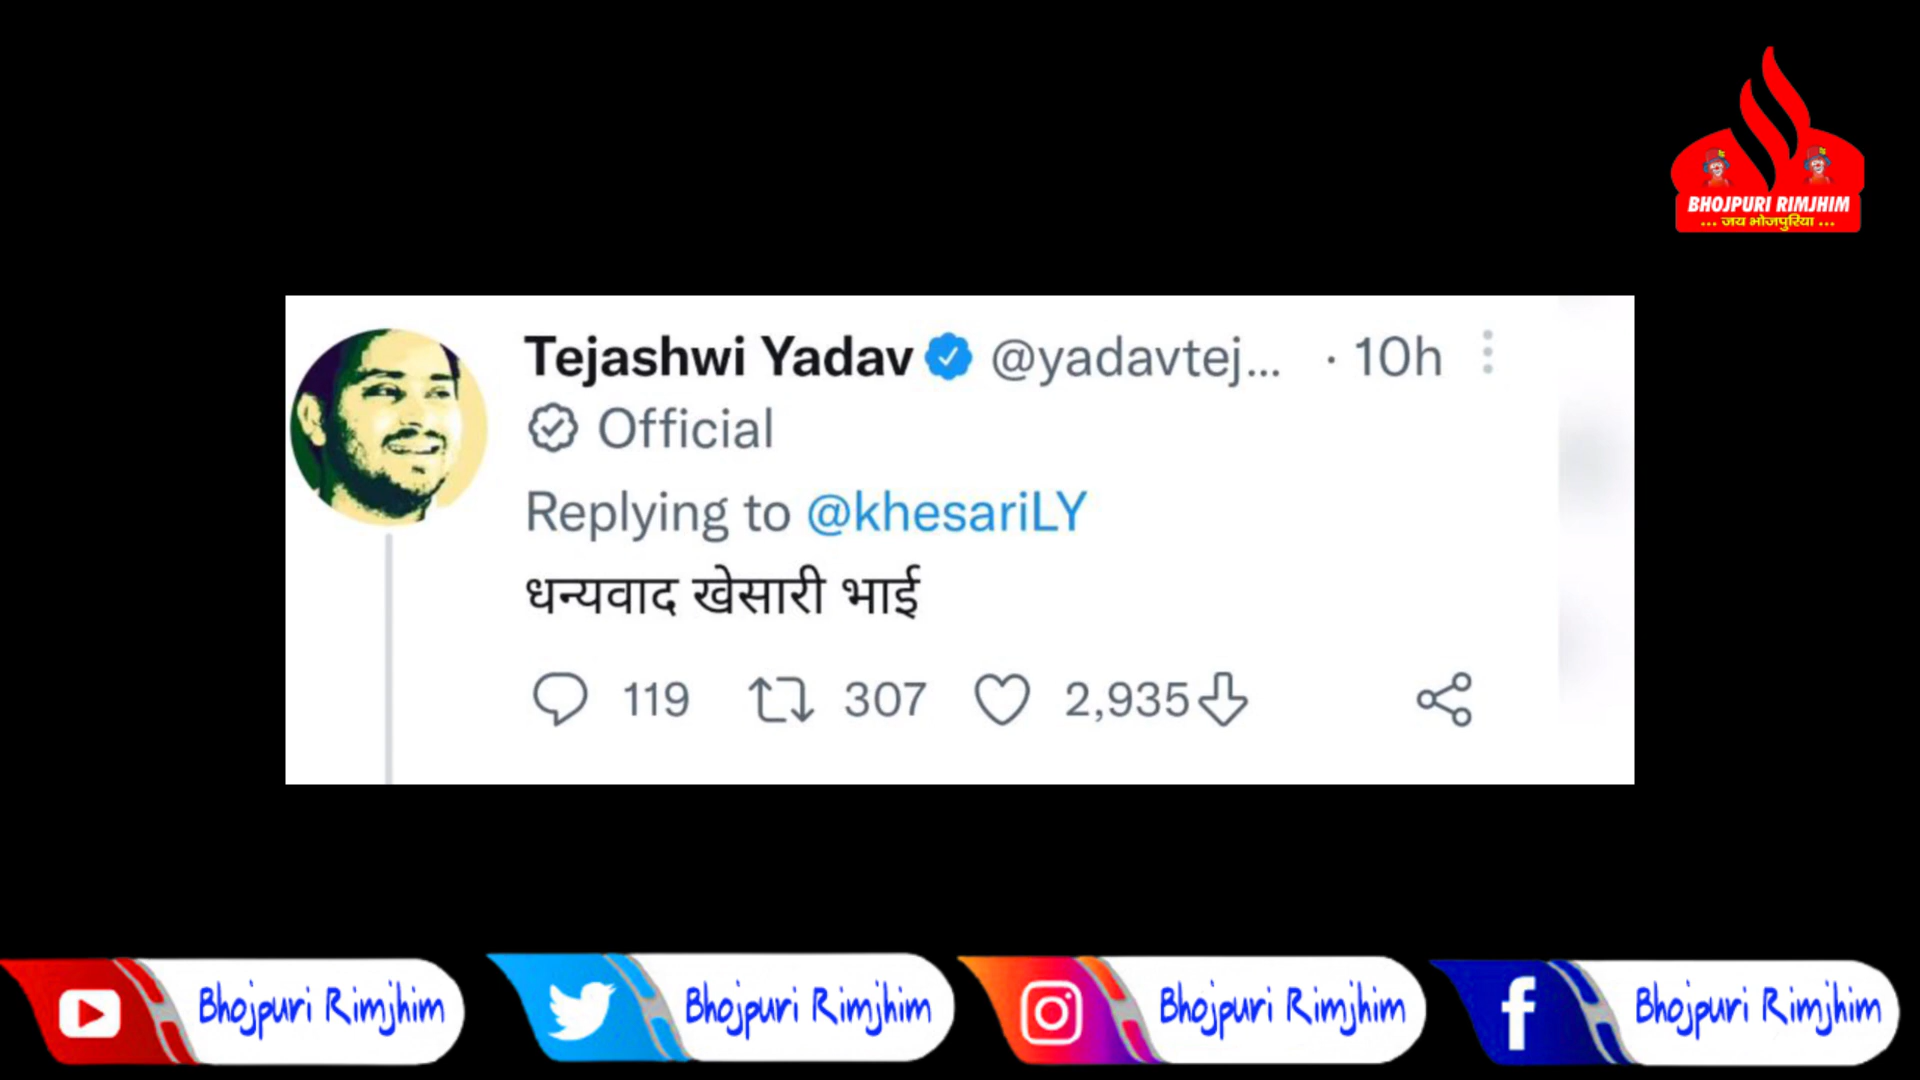 BHOJPURI RIMJHIM
... जय भोजपुरिया ...
Tejashwi Yadav @yadavtej... · 10h
Official
Replying to @khesariLY
धन्यवाद खेसारी भाई
119 307 2,935
Bhojpuri Rimjhim Bhojpuri Rimjhim Bhojpuri Rimjhim Bhojpuri Rimjhim